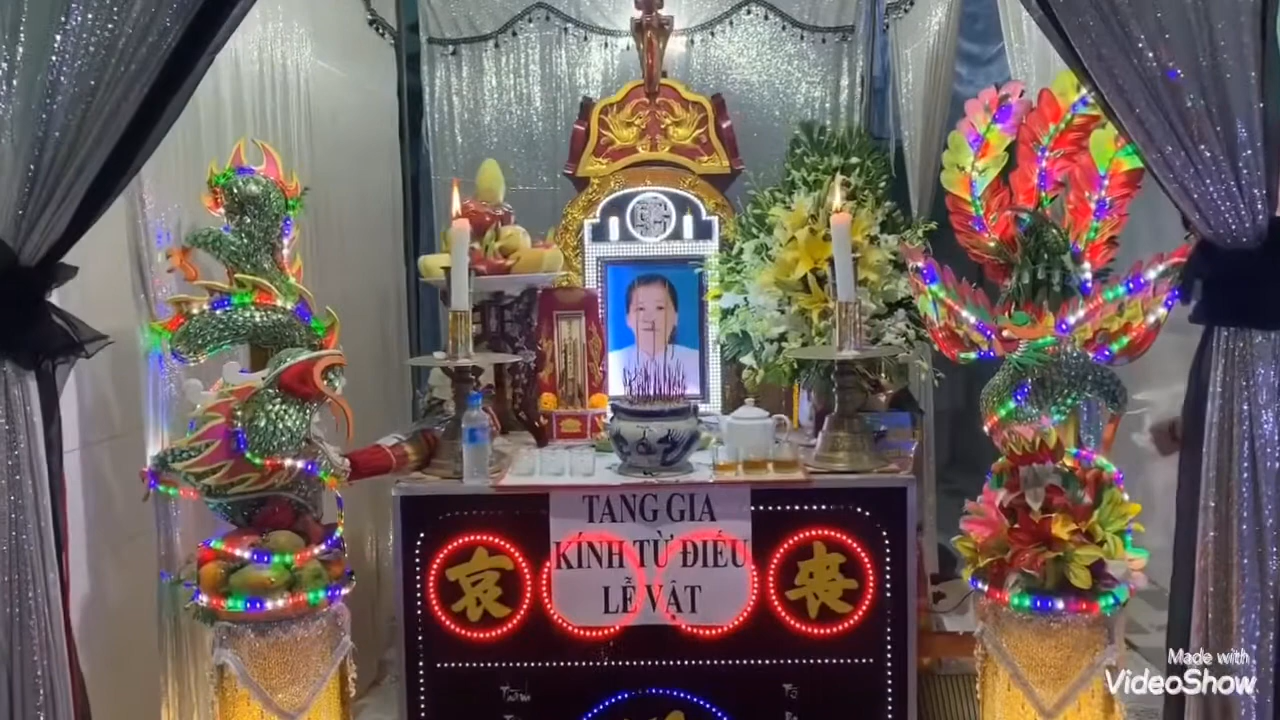 TANG GIA
KÍNH TỪ ĐIẾU
LỄ VẬT
哀
喪
Made with
VideoShow